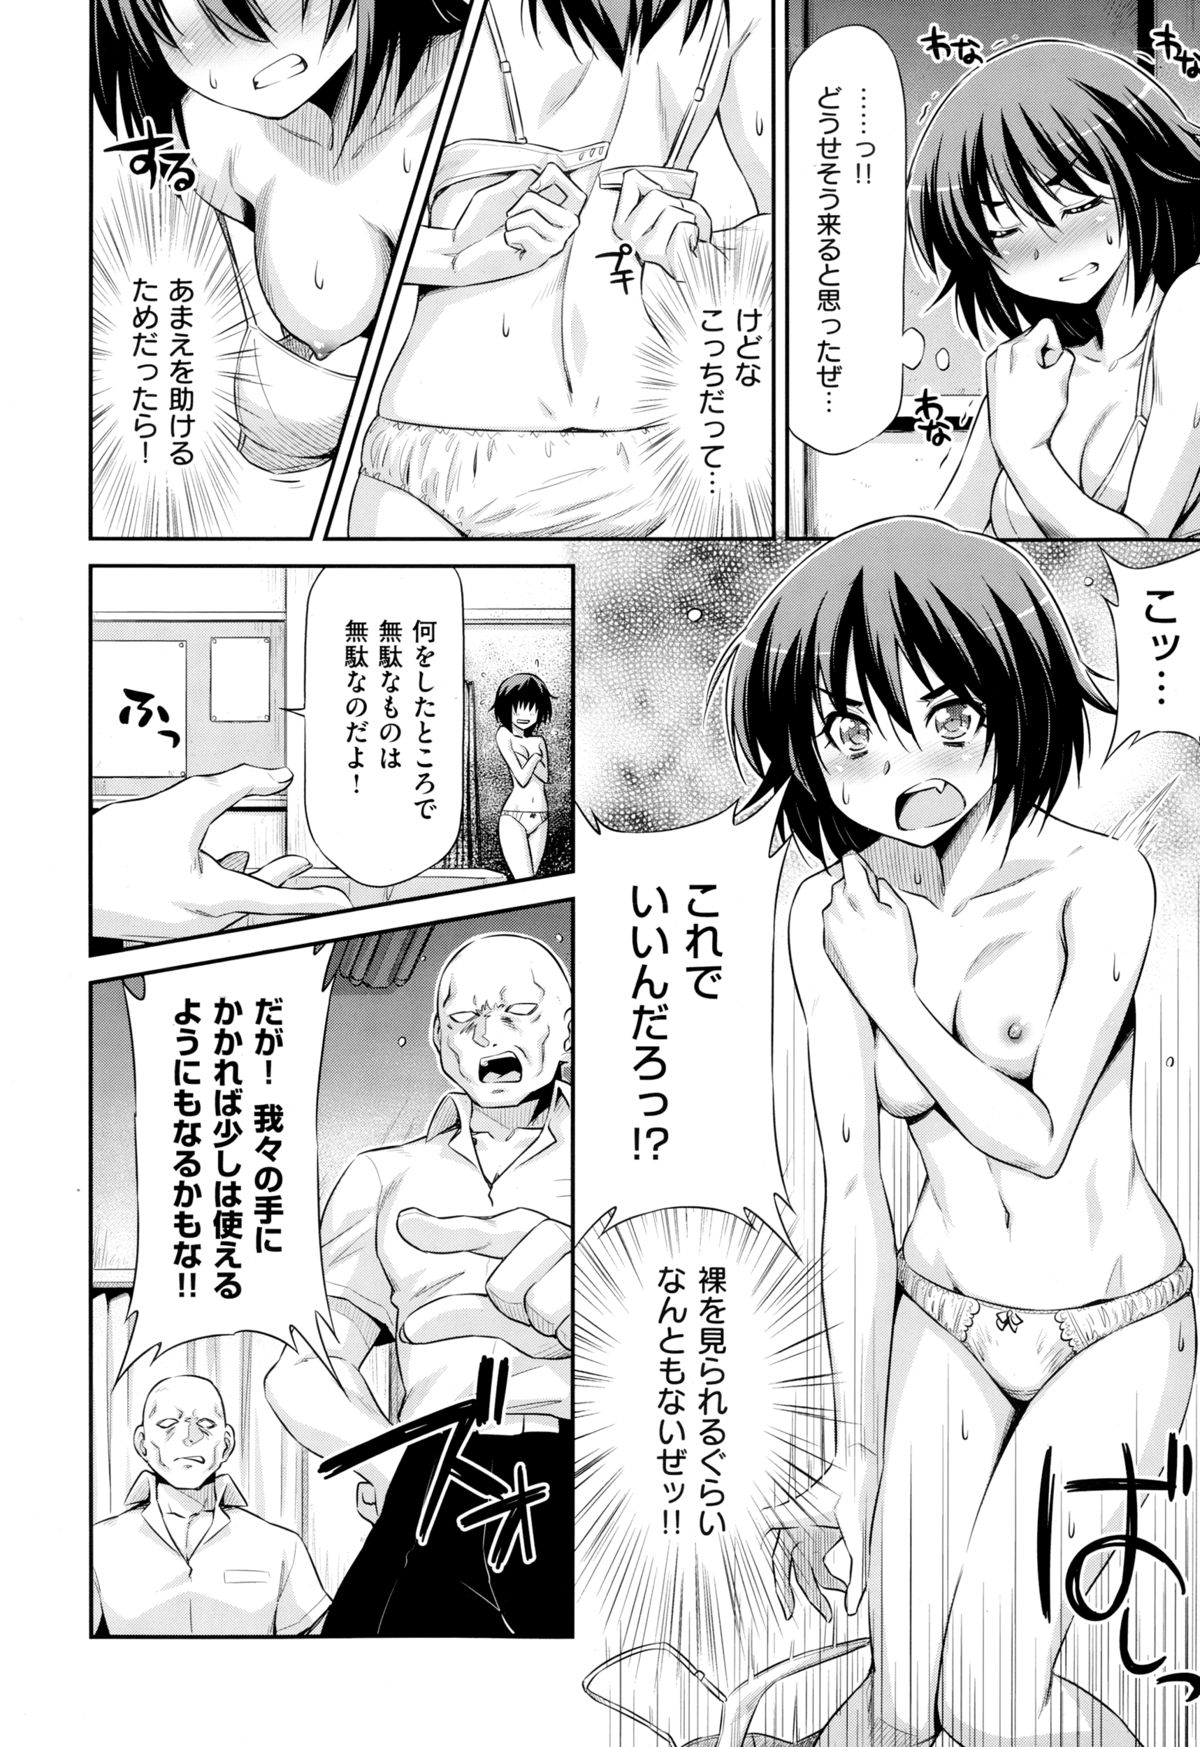 ……っ!!
どうせそう来ると思ったぜ…
わな
わな
わな
けどな
こっちだって…
プキ
あまえを助ける
ためだったら！
する
こッ…
これで
いいんだろっ!?
裸を見られるぐらい
なんともないぜッ!!
ばしっ
何をしたところで
無駄なものは
無駄なのだよ！
ふっ
だが！ 我々の手に
かかれば少しは使える
ようにもなるかもな!!
ズオ